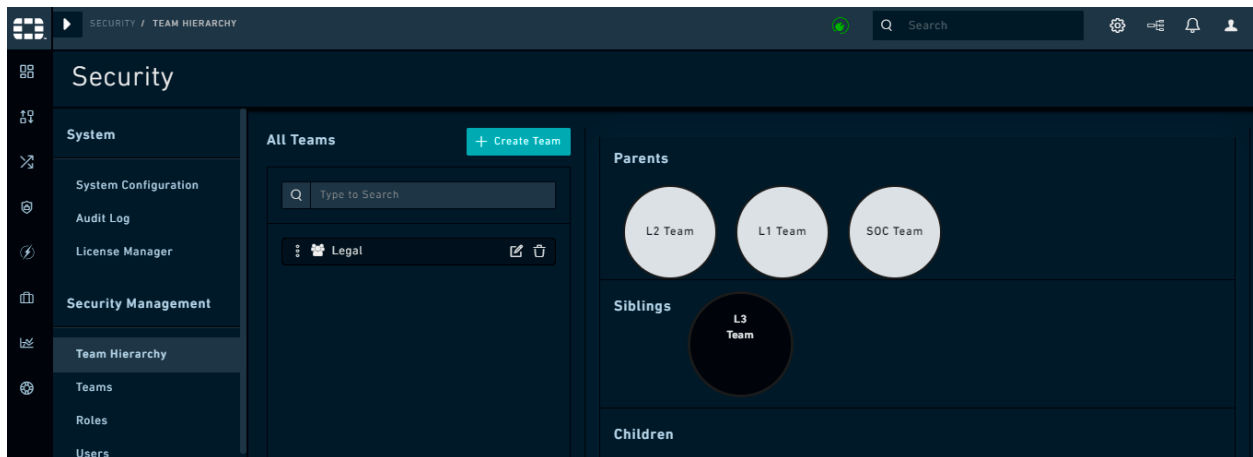 SECURITY / TEAM HIERARCHY
Search
Security
System
System Configuration
Audit Log
License Manager
Security Management
Team Hierarchy
Teams
Roles
Users
All Teams
+ Create Team
Type to Search
Legal
Parents
L2 Team
L1 Team
SOC Team
Siblings
L3
Team
Children